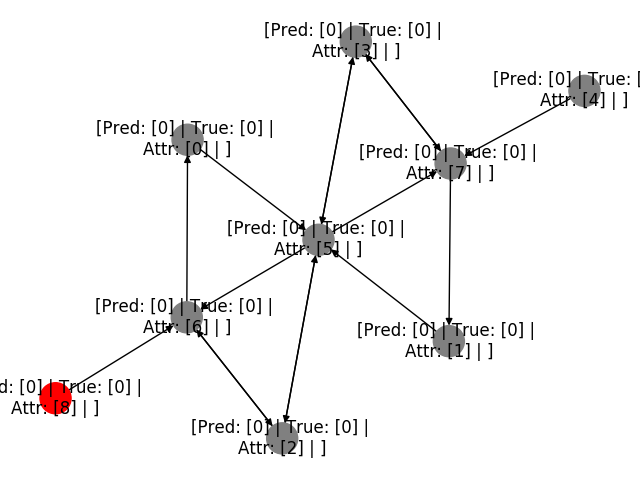 [Pred: [0] | True: [0] |
Attr: [3] | ]
[Pred: [0] | True: [
Attr: [4] | ]
[Pred: [0] | True: [0] |
Attr: [0] | ]
[Pred: [0] | True: [0] |
Attr: [7] | ]
[Pred: [0] | True: [0] |
Attr: [5] | ]
[Pred: [0] | True: [0] |
Attr: [6] | ]
[Pred: [0] | True: [0] |
Attr: [1] | ]
d: [0] | True: [0] |
Attr: [8] | ]
[Pred: [0] | True: [0] |
Attr: [2] | ]